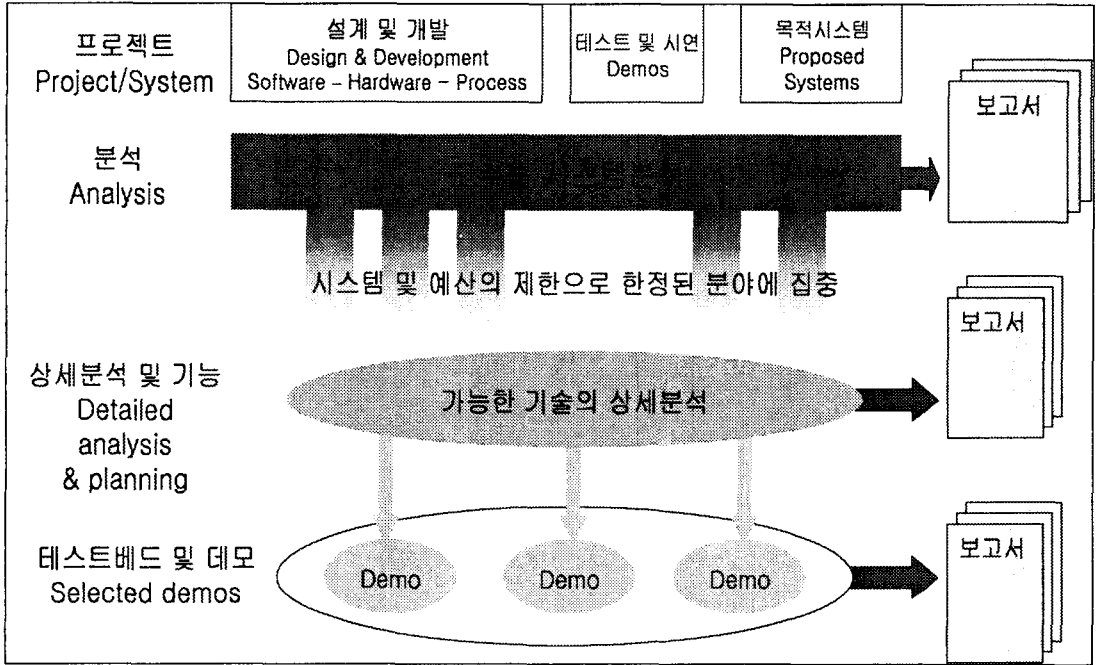 프로젝트
Project/System
설계 및 개발
Design & Development
Software – Hardware – Process
테스트 및 시연
Demos
목적시스템
Proposed
Systems
보고서
분석
Analysis
시스템 및 예산의 제한으로 한정된 분야에 집중
보고서
상세분석 및 기능
Detailed
analysis
& planning
가능한 기술의 상세분석
테스트베드 및 데모
Selected demos
Demo
Demo
Demo
보고서